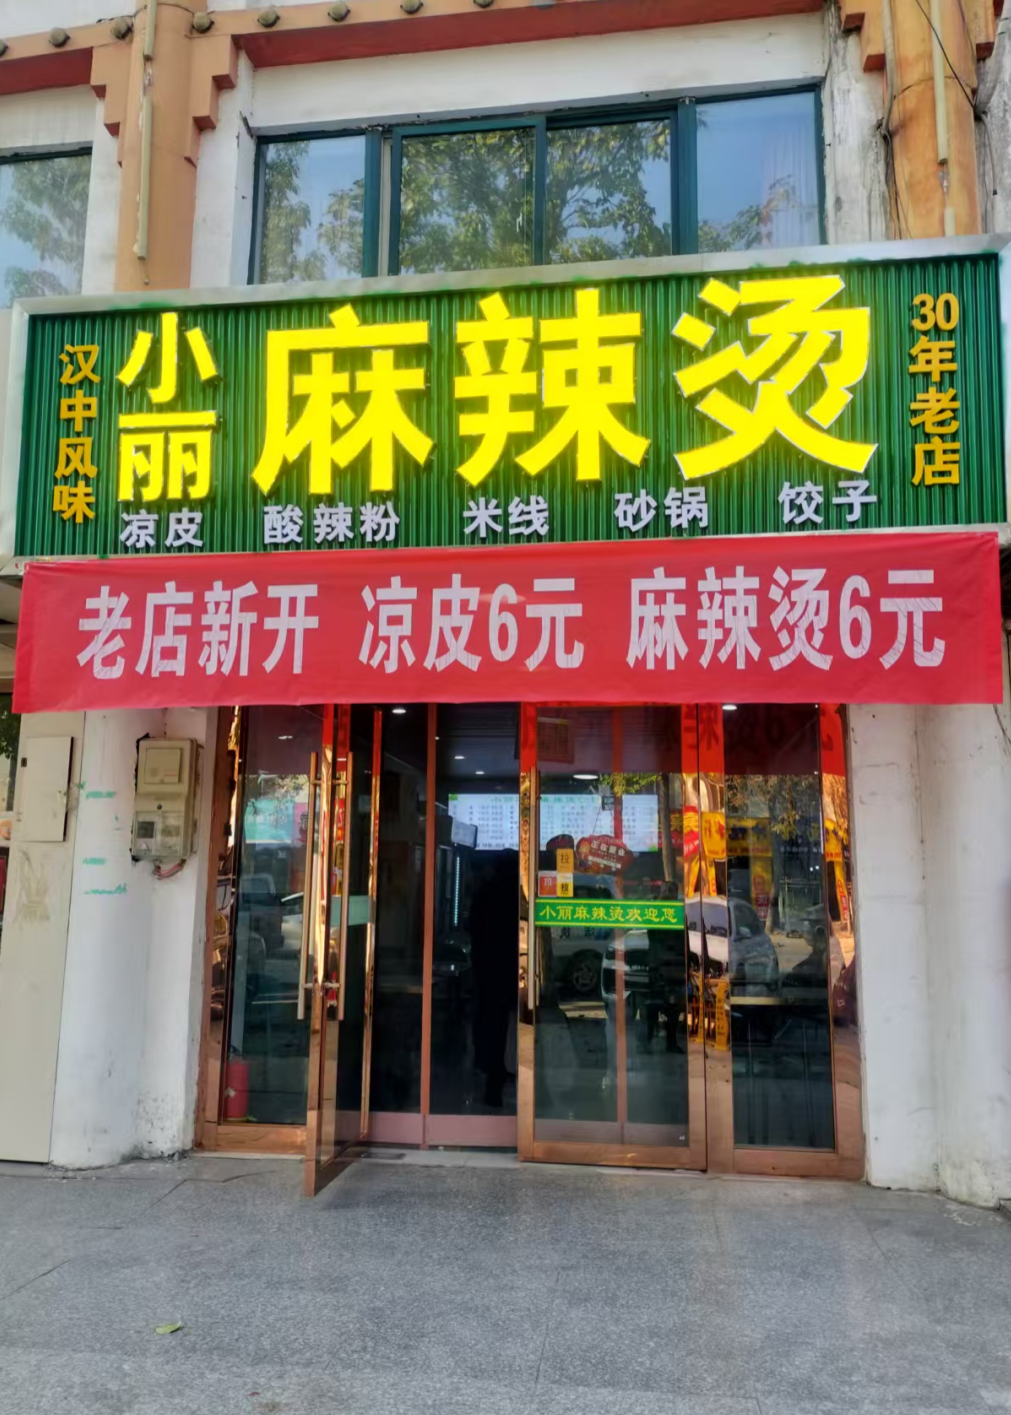 汉中风味
小丽
麻辣烫
30年老店
凉皮 酸辣粉 米线 砂锅 饺子
老店新开 凉皮6元 麻辣烫6元
小丽麻辣烫欢迎您